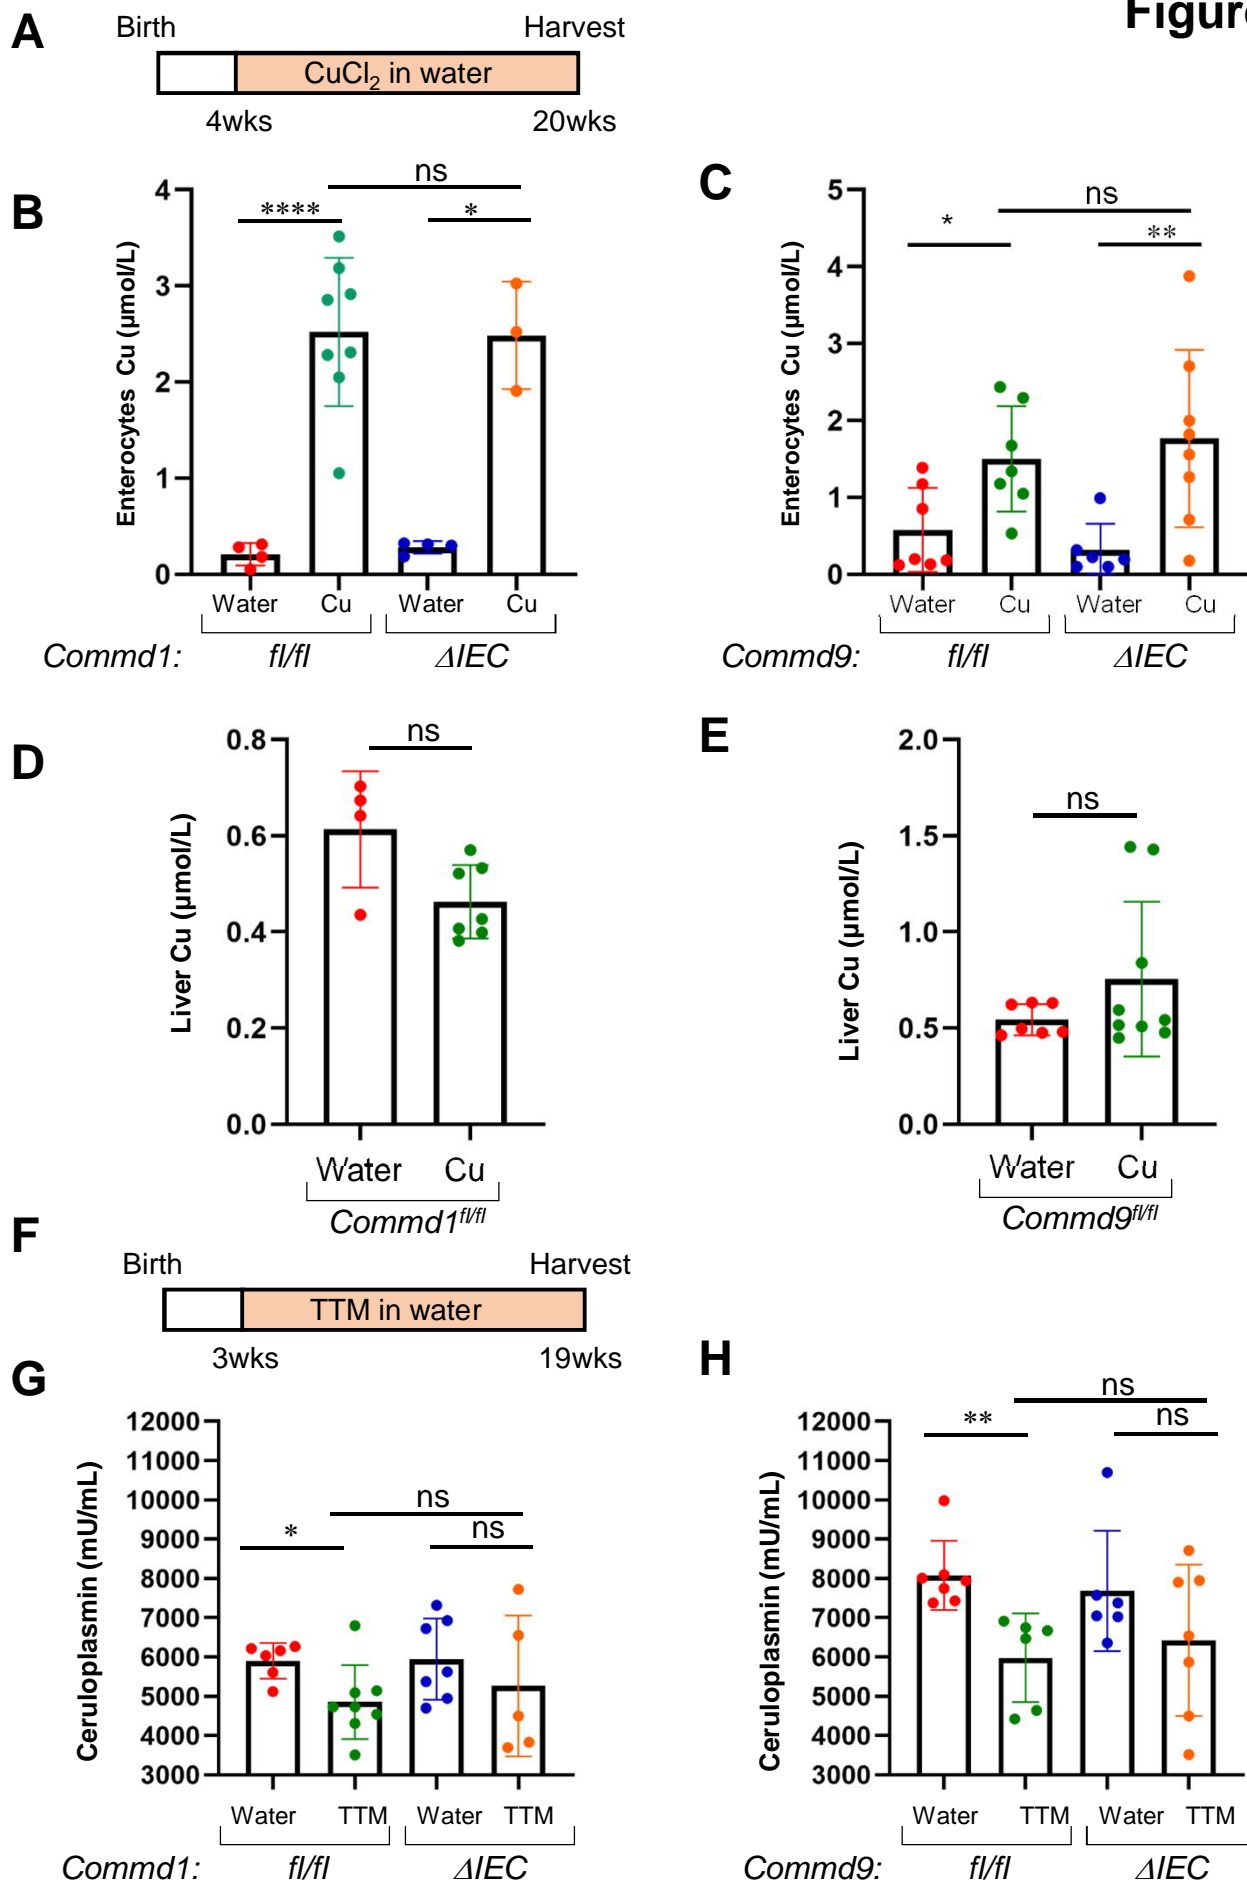 Figure
A
Birth Harvest
CuCl₂ in water
4wks 20wks
B
Enterocytes Cu (µmol/L)
4
3
2
1
0
**** ns *
Water Cu Water Cu
Commd1: fl/fl ΔIEC
C
Enterocytes Cu (µmol/L)
5
4
3
2
1
0
* ns **
Water Cu Water Cu
Commd9: fl/fl ΔIEC
D
Liver Cu (µmol/L)
0.8
0.6
0.4
0.2
0.0
ns
Water Cu
Commd1^fl/fl
E
Liver Cu (µmol/L)
2.0
1.5
1.0
0.5
0.0
ns
Water Cu
Commd9^fl/fl
F
Birth Harvest
TTM in water
3wks 19wks
G
Ceruloplasmin (mU/mL)
12000
11000
10000
9000
8000
7000
6000
5000
4000
3000
* ns ns
Water TTM Water TTM
Commd1: fl/fl ΔIEC
H
Ceruloplasmin (mU/mL)
12000
11000
10000
9000
8000
7000
6000
5000
4000
3000
** ns ns
Water TTM Water TTM
Commd9: fl/fl ΔIEC